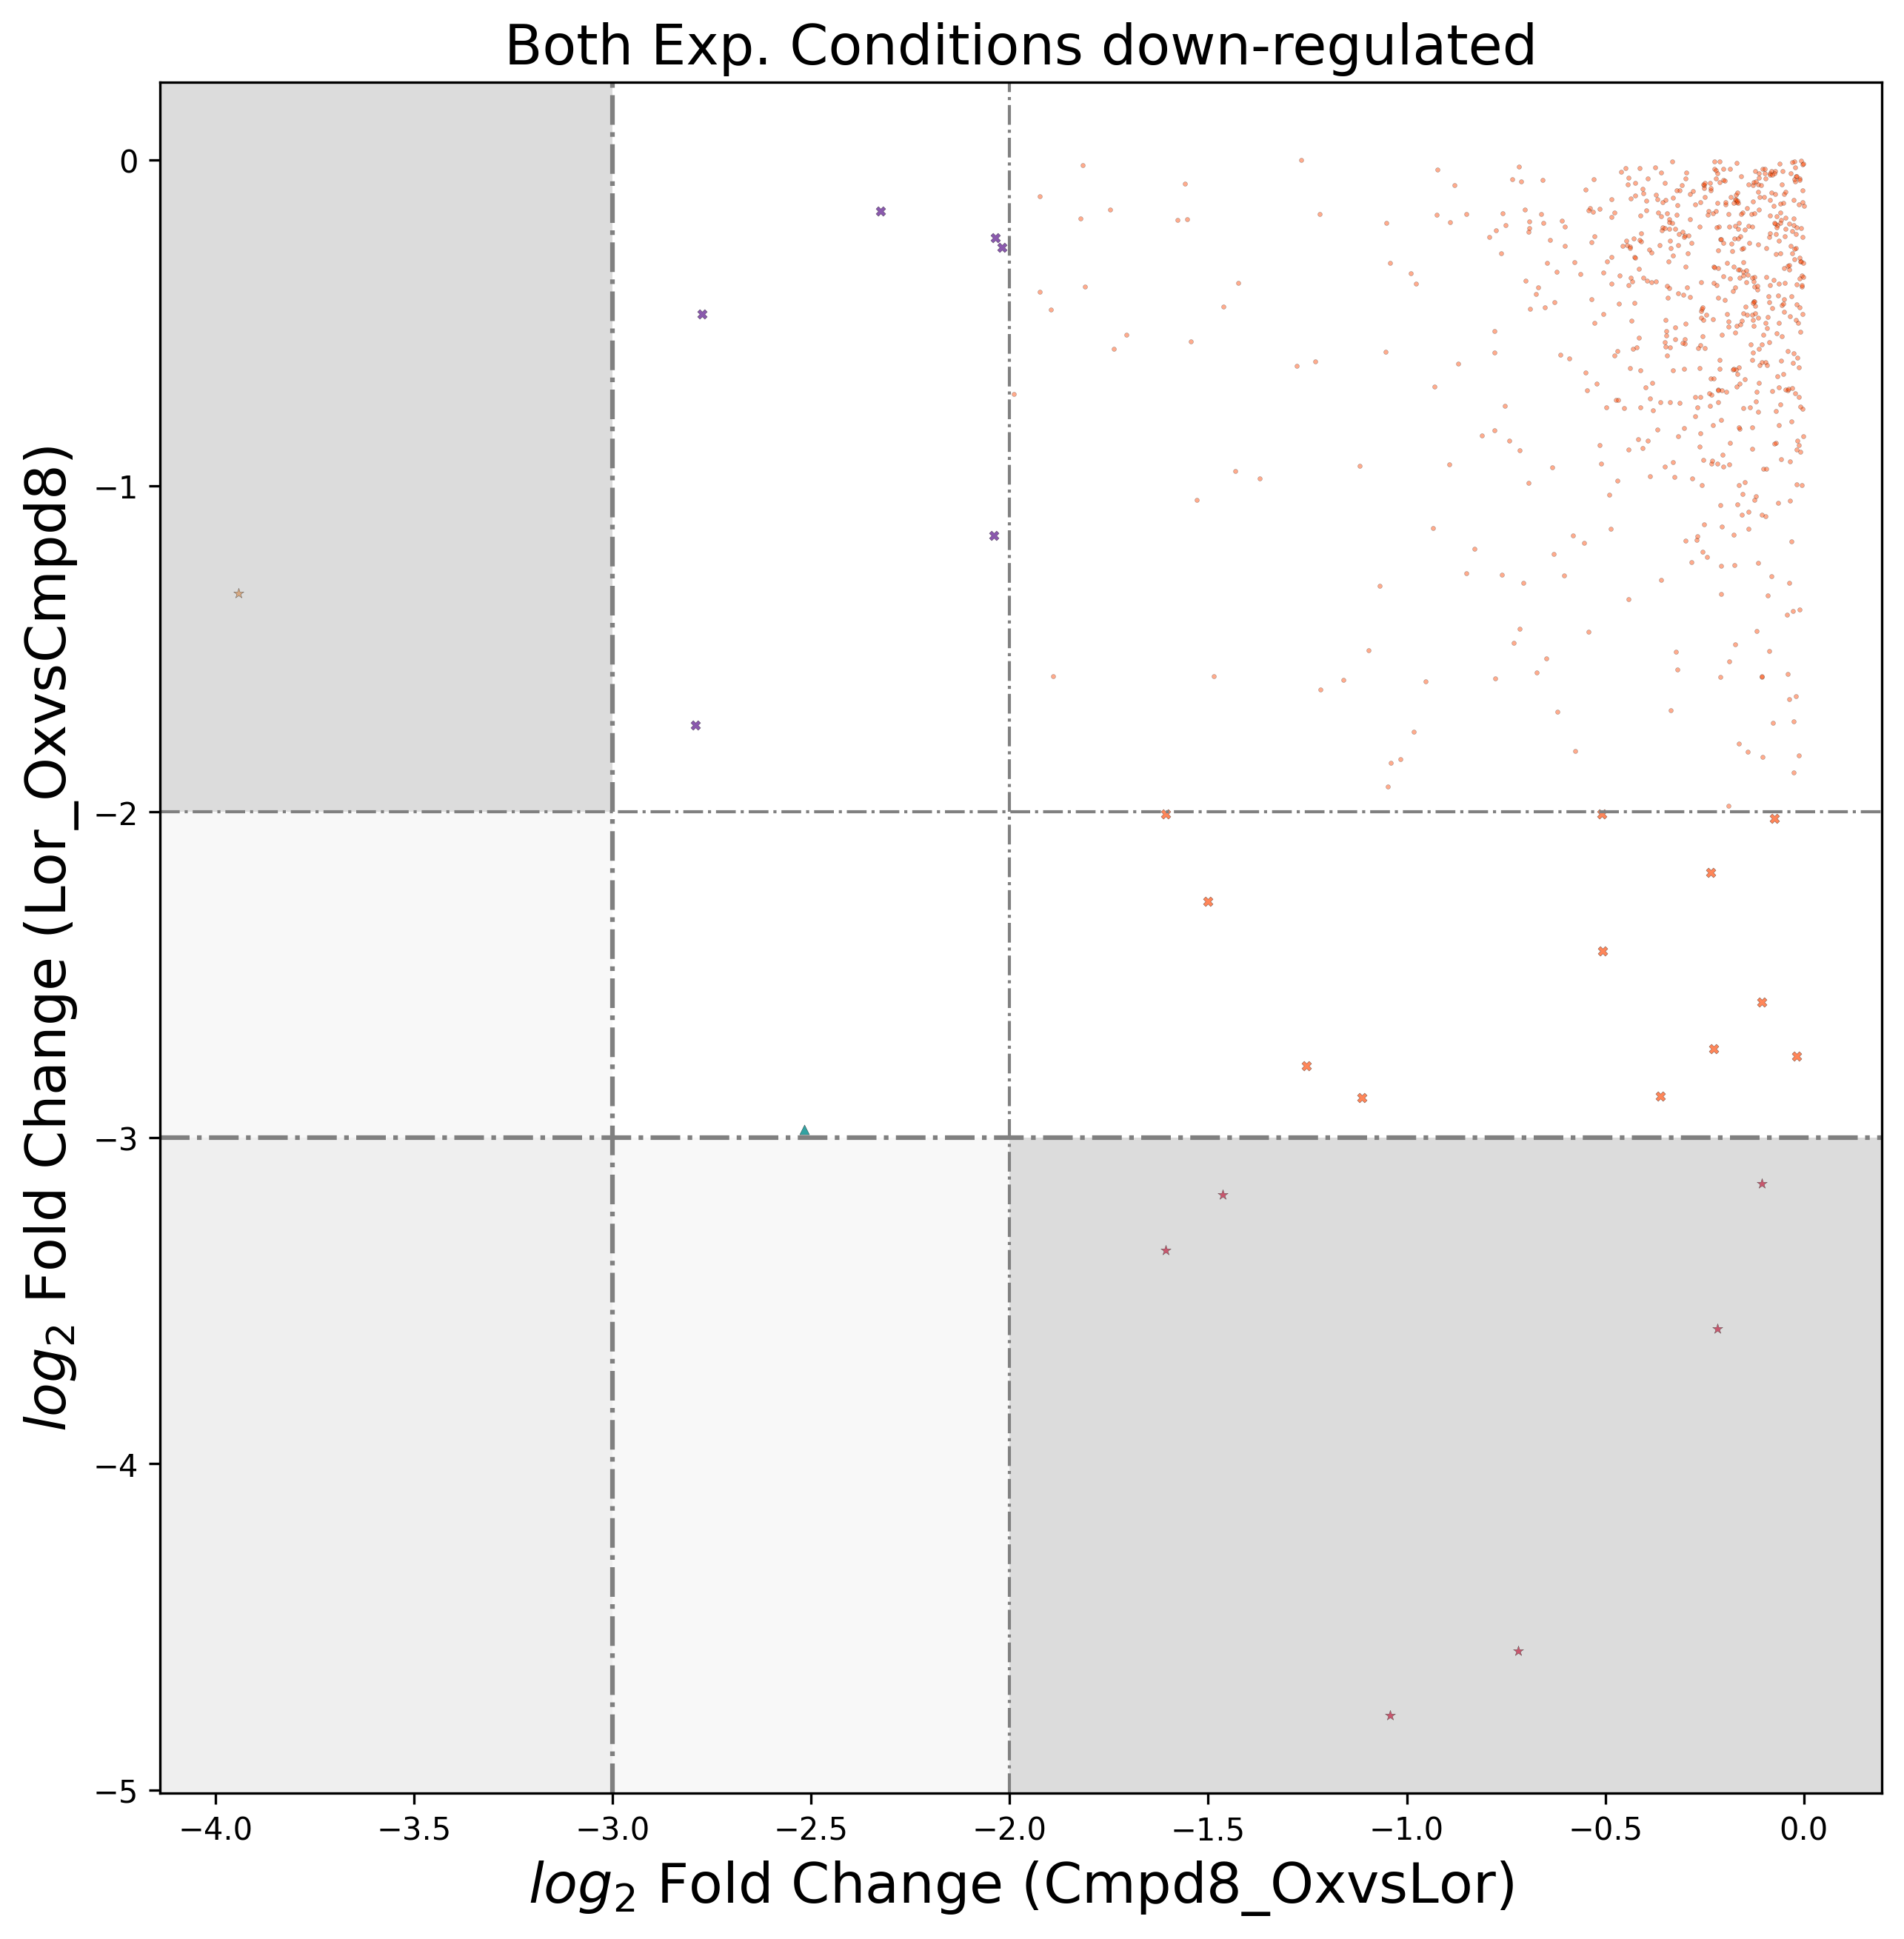 Both Exp. Conditions down-regulated
log₂ Fold Change (Lor_OxvsCmpd8)
0
−1
−2
−3
−4
−5
−4.0 −3.5 −3.0 −2.5 −2.0 −1.5 −1.0 −0.5 0.0
log₂ Fold Change (Cmpd8_OxvsLor)